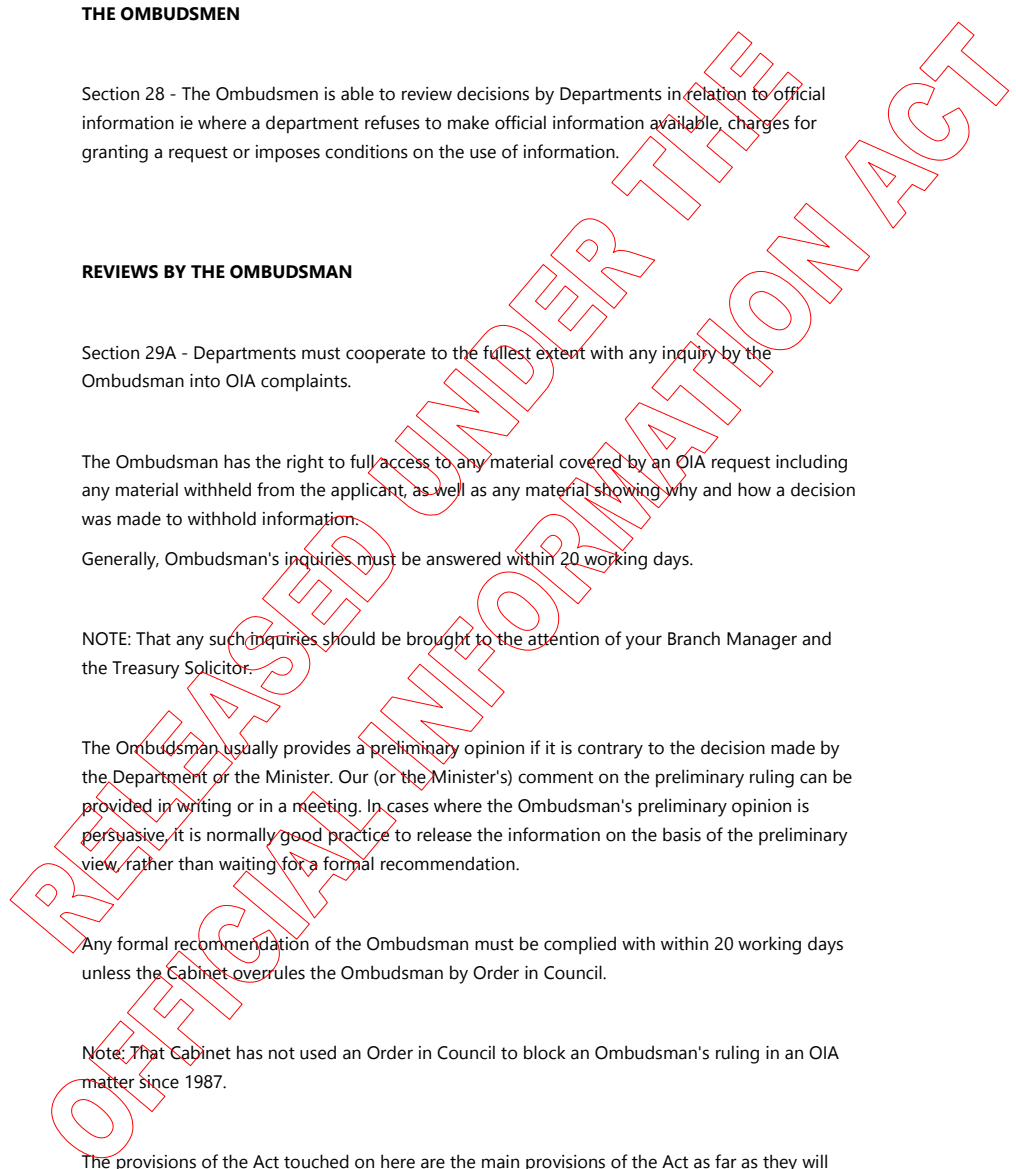 THE OMBUDSMEN
Section 28 - The Ombudsmen is able to review decisions by Departments in relation to official
information ie where a department refuses to make official information available, charges for
granting a request or imposes conditions on the use of information.
REVIEWS BY THE OMBUDSMAN
Section 29A - Departments must cooperate to the fullest extent with any inquiry by the
Ombudsman into OIA complaints.
The Ombudsman has the right to full access to any material covered by an OIA request including
any material withheld from the applicant, as well as any material showing why and how a decision
was made to withhold information.
Generally, Ombudsman's inquiries must be answered within 20 working days.
NOTE: That any such inquiries should be brought to the attention of your Branch Manager and
the Treasury Solicitor.
The Ombudsman usually provides a preliminary opinion if it is contrary to the decision made by
the Department or the Minister. Our (or the Minister's) comment on the preliminary ruling can be
provided in writing or in a meeting. In cases where the Ombudsman's preliminary opinion is
persuasive, it is normally good practice to release the information on the basis of the preliminary
view, rather than waiting for a formal recommendation.
Any formal recommendation of the Ombudsman must be complied with within 20 working days
unless the Cabinet overrules the Ombudsman by Order in Council.
Note: That Cabinet has not used an Order in Council to block an Ombudsman's ruling in an OIA
matter since 1987.
The provisions of the Act touched on here are the main provisions of the Act as far as they will
RELEASED UNDER THE
OFFICIAL INFORMATION ACT